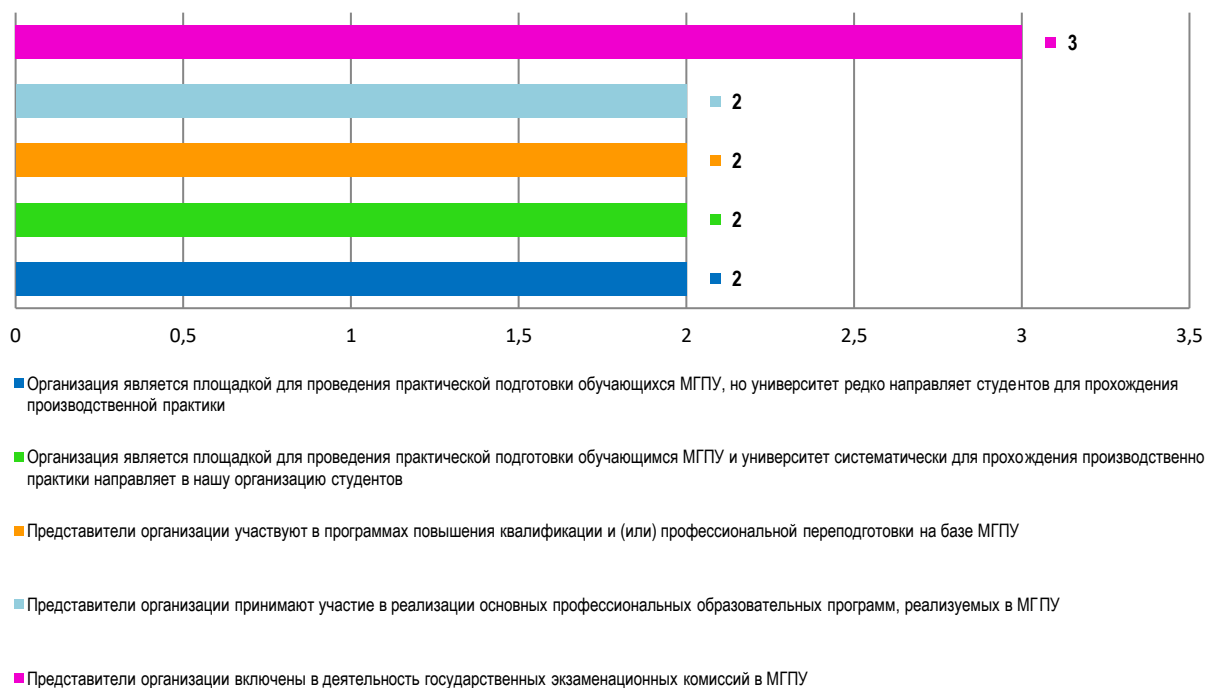 3
2
2
2
2
0 0,5 1 1,5 2 2,5 3 3,5
Организация является площадкой для проведения практической подготовки обучающихся МГПУ, но университет редко направляет студентов для прохождения
производственной практики
Организация является площадкой для проведения практической подготовки обучающимся МГПУ и университет систематически для прохождения производственно
практики направляет в нашу организацию студентов
Представители организации участвуют в программах повышения квалификации и (или) профессиональной переподготовки на базе МГПУ
Представители организации принимают участие в реализации основных профессиональных образовательных программ, реализуемых в МГПУ
Представители организации включены в деятельность государственных экзаменационных комиссий в МГПУ